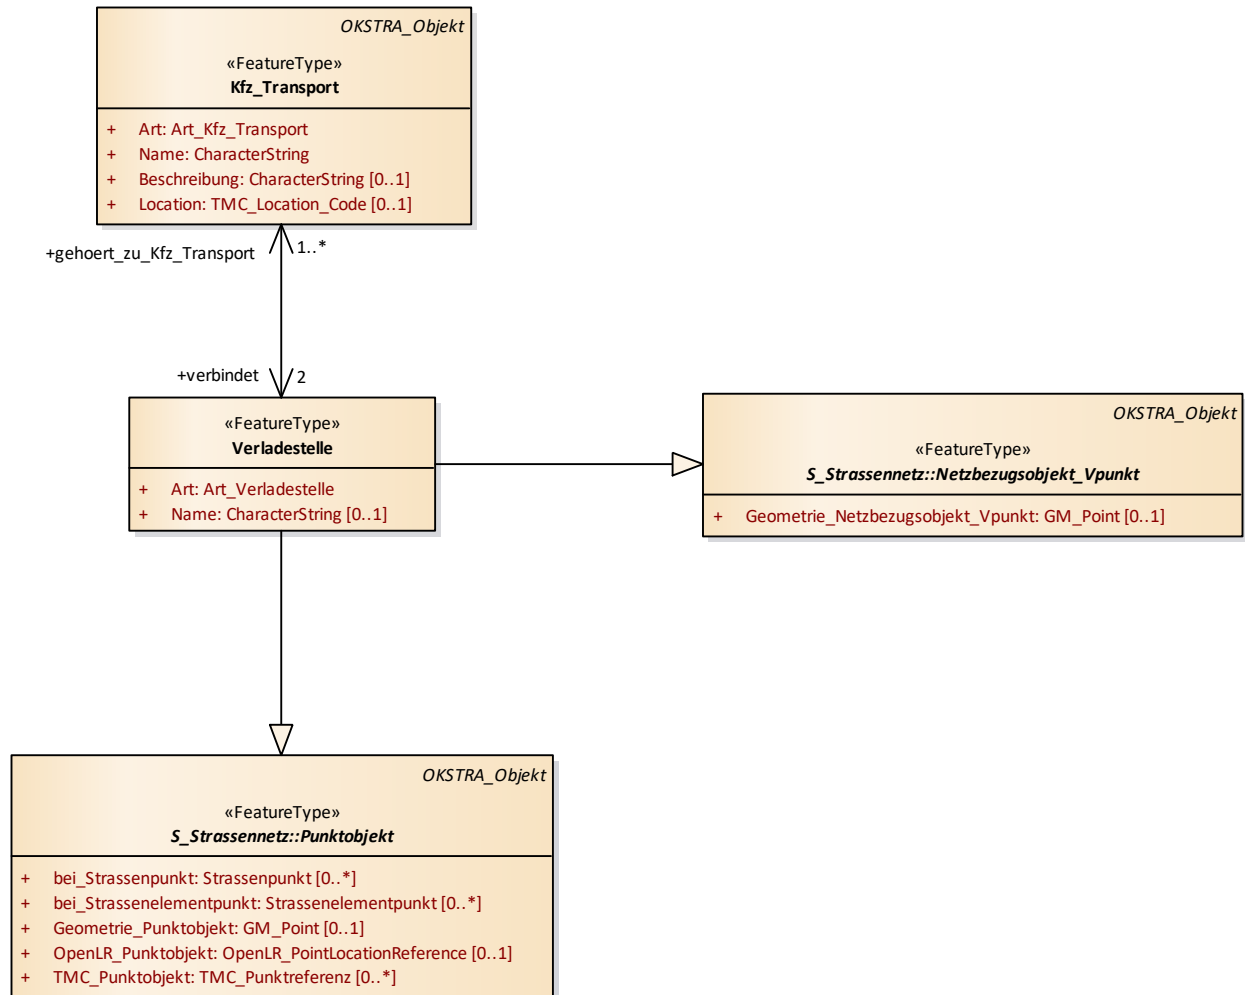 OKSTRA_Objekt
«FeatureType»
Kfz_Transport
+ Art: Art_Kfz_Transport
+ Name: CharacterString
+ Beschreibung: CharacterString [0..1]
+ Location: TMC_Location_Code [0..1]
+gehoert_zu_Kfz_Transport 1..*
+verbindet 2
«FeatureType»
Verladestelle
+ Art: Art_Verladestelle
+ Name: CharacterString [0..1]
OKSTRA_Objekt
«FeatureType»
S_Strassennetz::Netzbezugsobjekt_Vpunkt
+ Geometrie_Netzbezugsobjekt_Vpunkt: GM_Point [0..1]
OKSTRA_Objekt
«FeatureType»
S_Strassennetz::Punktobjekt
+ bei_Strassenpunkt: Strassenpunkt [0..*]
+ bei_Strassenelementpunkt: Strassenelementpunkt [0..*]
+ Geometrie_Punktobjekt: GM_Point [0..1]
+ OpenLR_Punktobjekt: OpenLR_PointLocationReference [0..1]
+ TMC_Punktobjekt: TMC_Punktreferenz [0..*]